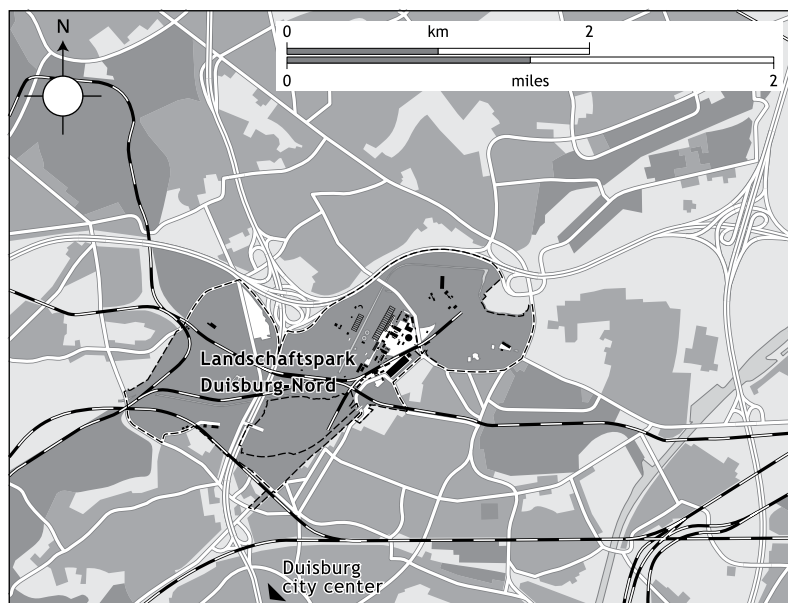 N
0 km 2
0 miles 2
Landschaftspark
Duisburg-Nord
Duisburg
city center